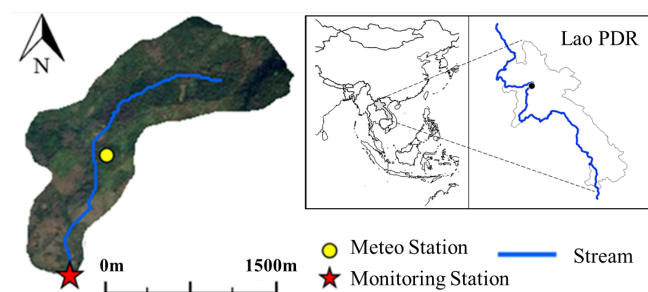 N
Lao PDR
0m 1500m
Meteo Station
Stream
Monitoring Station